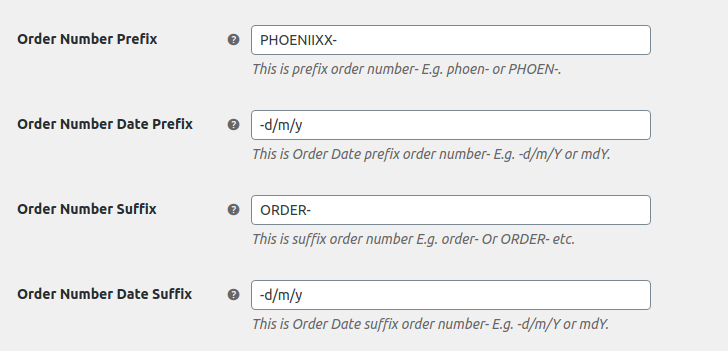 Order Number Prefix PHOENIIXX-
This is prefix order number- E.g. phoen- or PHOEN-.
Order Number Date Prefix -d/m/y
This is Order Date prefix order number- E.g. -d/m/Y or mdY.
Order Number Suffix ORDER-
This is suffix order number E.g. order- Or ORDER- etc.
Order Number Date Suffix -d/m/y
This is Order Date suffix order number- E.g. -d/m/Y or mdY.